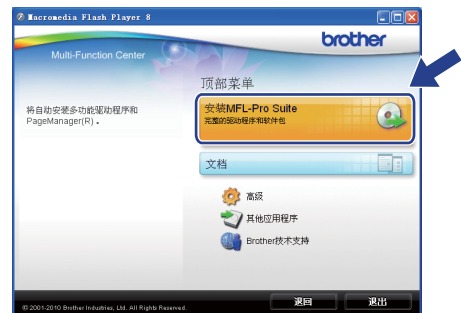 Macromedia Flash Player 8
brother
Multi-Function Center
顶部菜单
将自动安装多功能驱动程序和
PageManager(R)。
安装MFL-Pro Suite
完整的驱动程序和软件包
文档
高级
其他应用程序
Brother技术支持
© 2001-2010 Brother Industries, Ltd. All Rights Reserved.
返回
退出